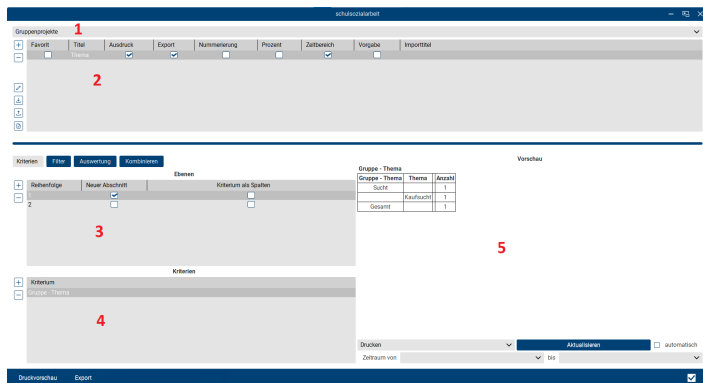 schulsozialarbeit
Gruppenprojekte 1
Favorit Titel Ausdruck Export Nummerierung Prozent Zeitbereich Vorgabe Importtitel
Thema
2
Kriterien Filter Auswertung Kombinieren
Vorschau
Ebenen
Gruppe - Thema
Reihenfolge Neuer Abschnitt Kriterium als Spalten
Gruppe - Thema Thema Anzahl
Sucht 1
1
Kaufsucht 1
2
Gesamt 1
3
5
Kriterien
Kriterium
Gruppe - Thema
4
Drucken Aktualisieren automatisch
Zeitraum von bis
Druckvorschau Export